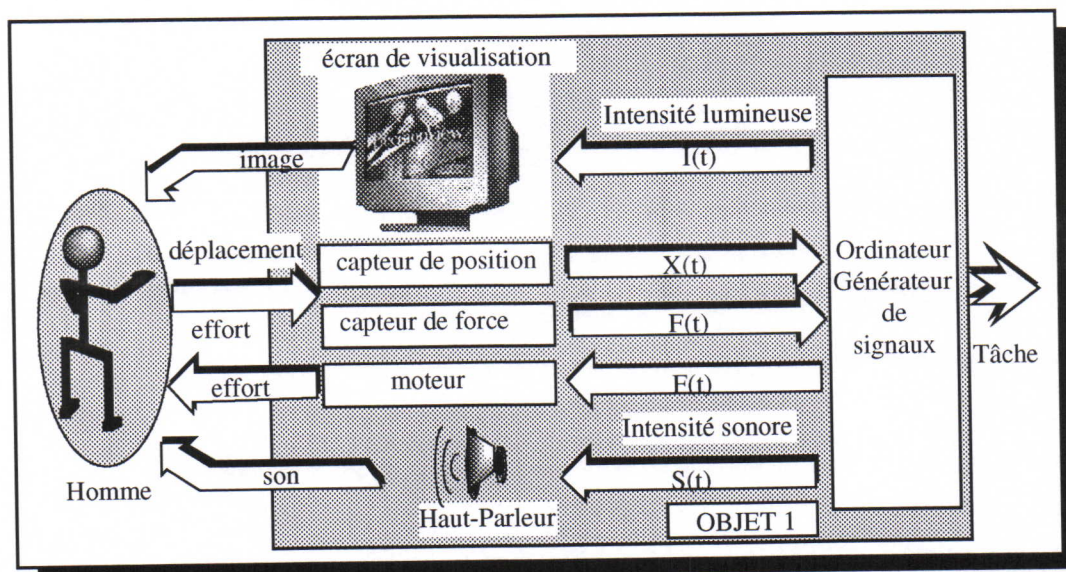 écran de visualisation
Intensité lumineuse
image
I(t)
déplacement
capteur de position
X(t)
Ordinateur
Générateur
de
signaux
effort
capteur de force
F(t)
Tâche
effort
moteur
F(t)
Intensité sonore
Homme
son
S(t)
Haut-Parleur
OBJET 1